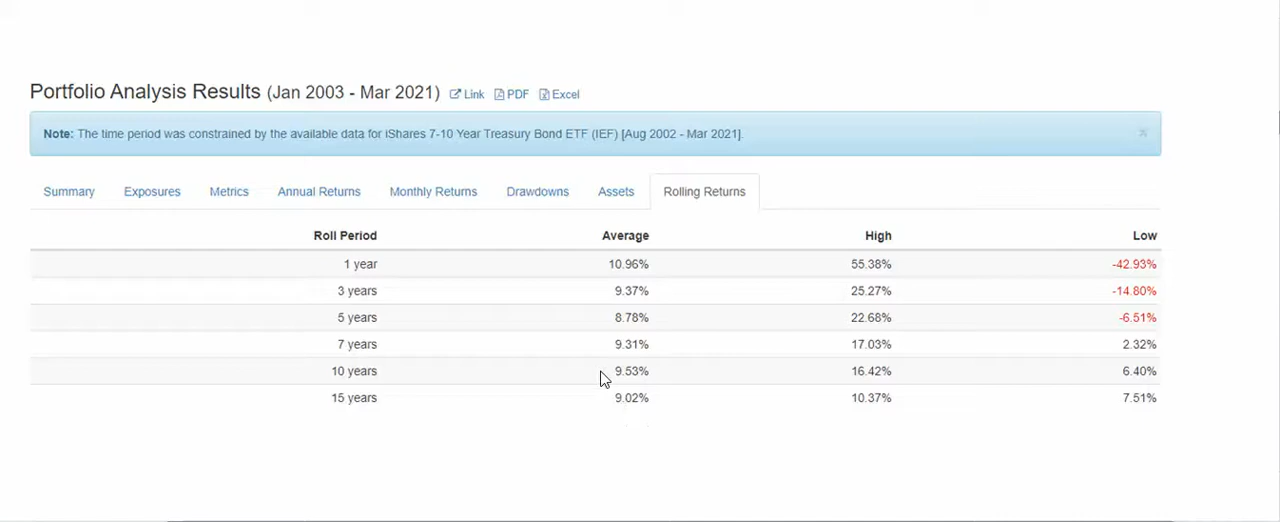 Portfolio Analysis Results (Jan 2003 - Mar 2021) Link PDF Excel
Note: The time period was constrained by the available data for iShares 7-10 Year Treasury Bond ETF (IEF) [Aug 2002 - Mar 2021]. ×
Summary Exposures Metrics Annual Returns Monthly Returns Drawdowns Assets Rolling Returns
Roll Period Average High Low
1 year 10.96% 55.38% -42.93%
3 years 9.37% 25.27% -14.80%
5 years 8.78% 22.68% -6.51%
7 years 9.31% 17.03% 2.32%
10 years 9.53% 16.42% 6.40%
15 years 9.02% 10.37% 7.51%